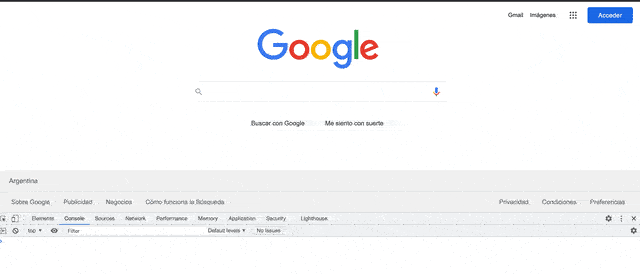 Gmail Imágenes Acceder
Google
Buscar con Google Me siento con suerte
Argentina
Sobre Google Publicidad Negocios Cómo funciona la Búsqueda Privacidad Condiciones Preferencias
Elements Console Sources Network Performance Memory Application Security Lighthouse
top Filter Default levels No Issues